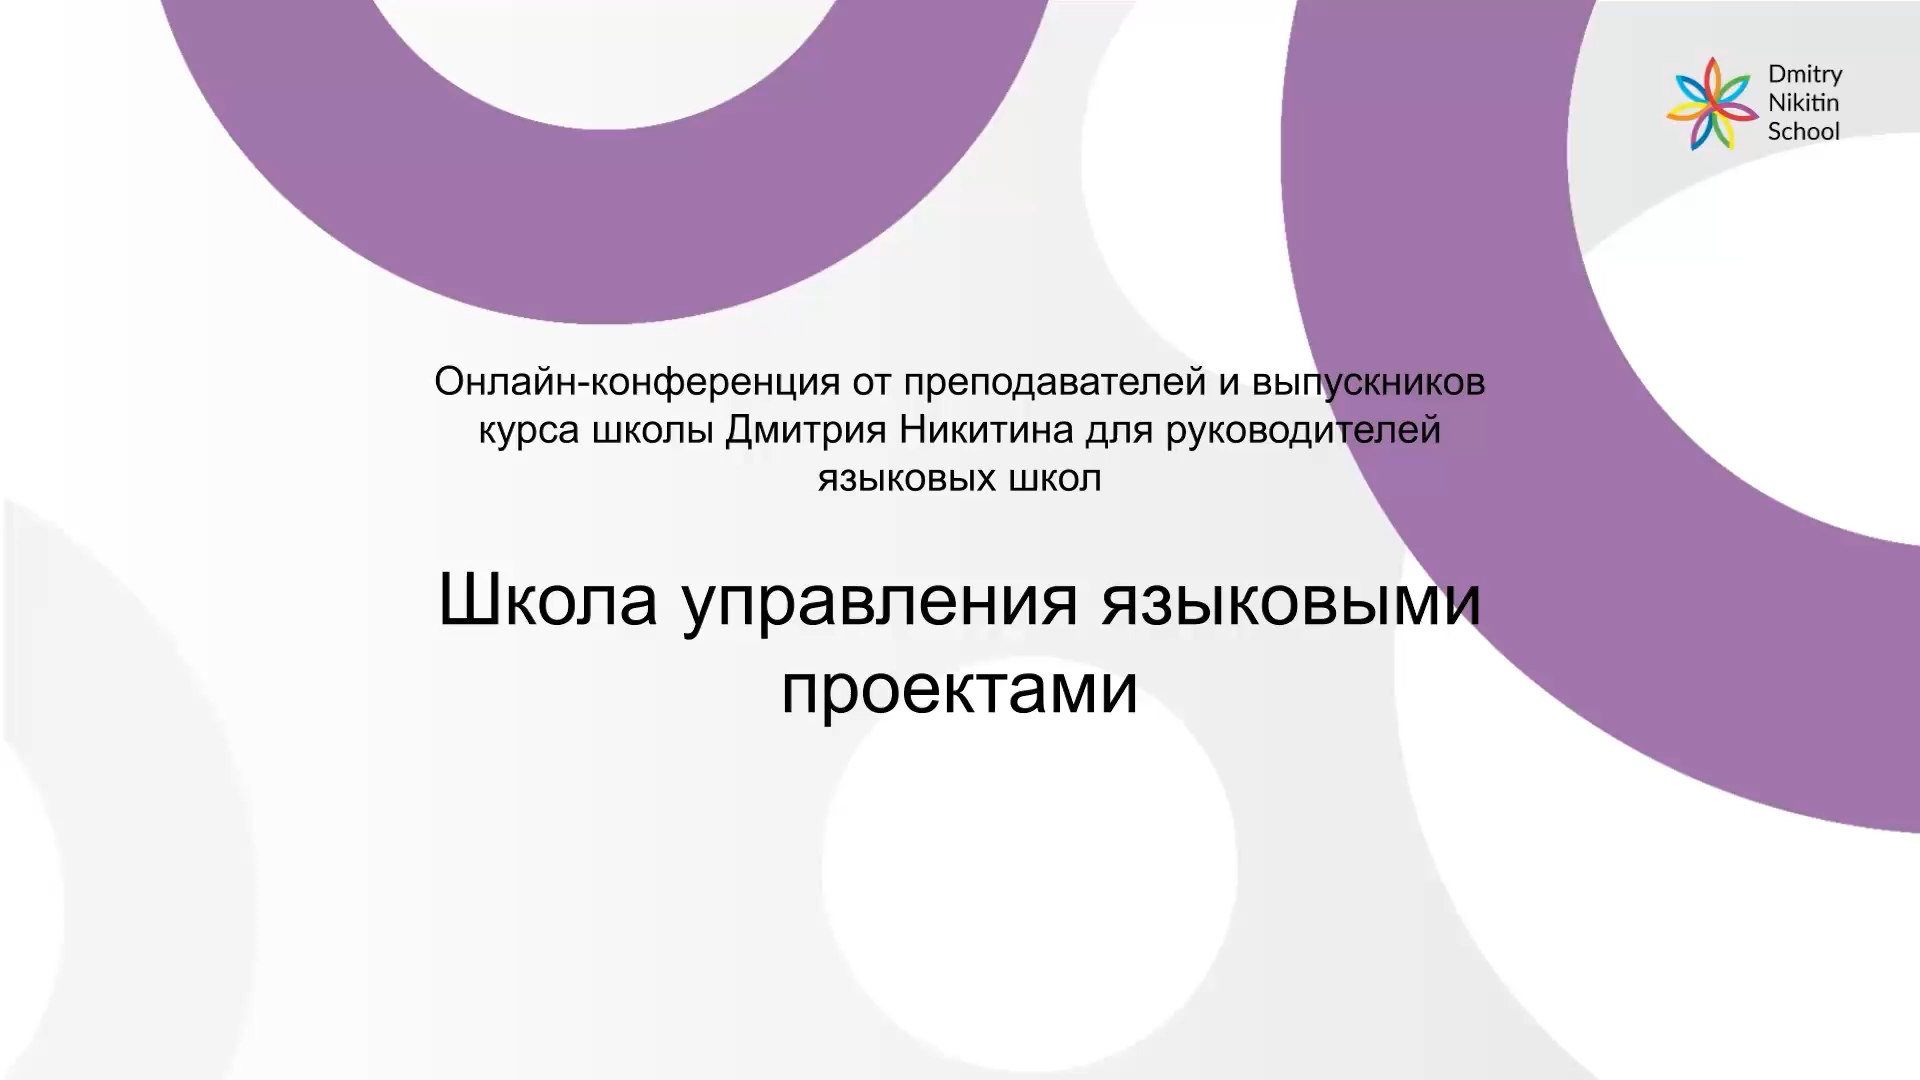 Dmitry
Nikitin
School
Онлайн-конференция от преподавателей и выпускников
курса школы Дмитрия Никитина для руководителей
языковых школ
Школа управления языковыми
проектами